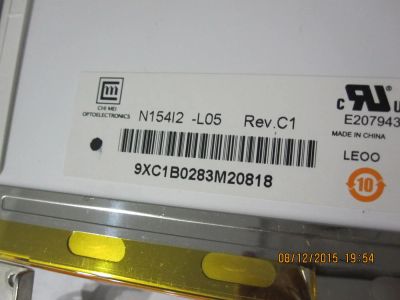 CHI MEI
OPTOELECTRONICS
N154I2 -L05 Rev.C1
c RU
E207943
MADE IN CHINA
LEOO
9XC1B0283M20818
10
08/12/2015 19:54